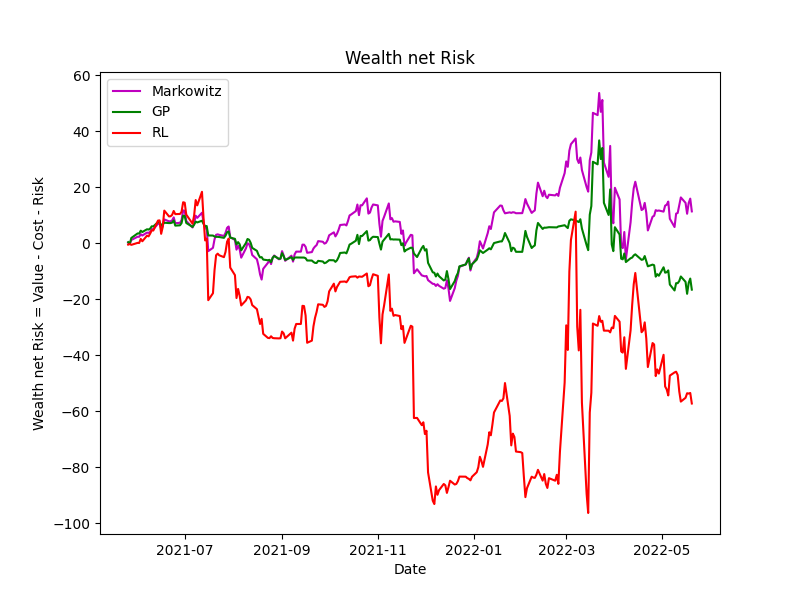 Wealth net Risk
Markowitz
GP
RL
Wealth net Risk = Value - Cost - Risk
60
40
20
0
−20
−40
−60
−80
−100
2021-07 2021-09 2021-11 2022-01 2022-03 2022-05
Date